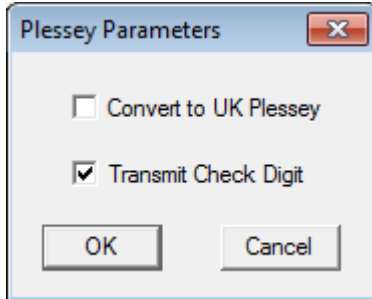 Plessey Parameters
Convert to UK Plessey
Transmit Check Digit
OK Cancel